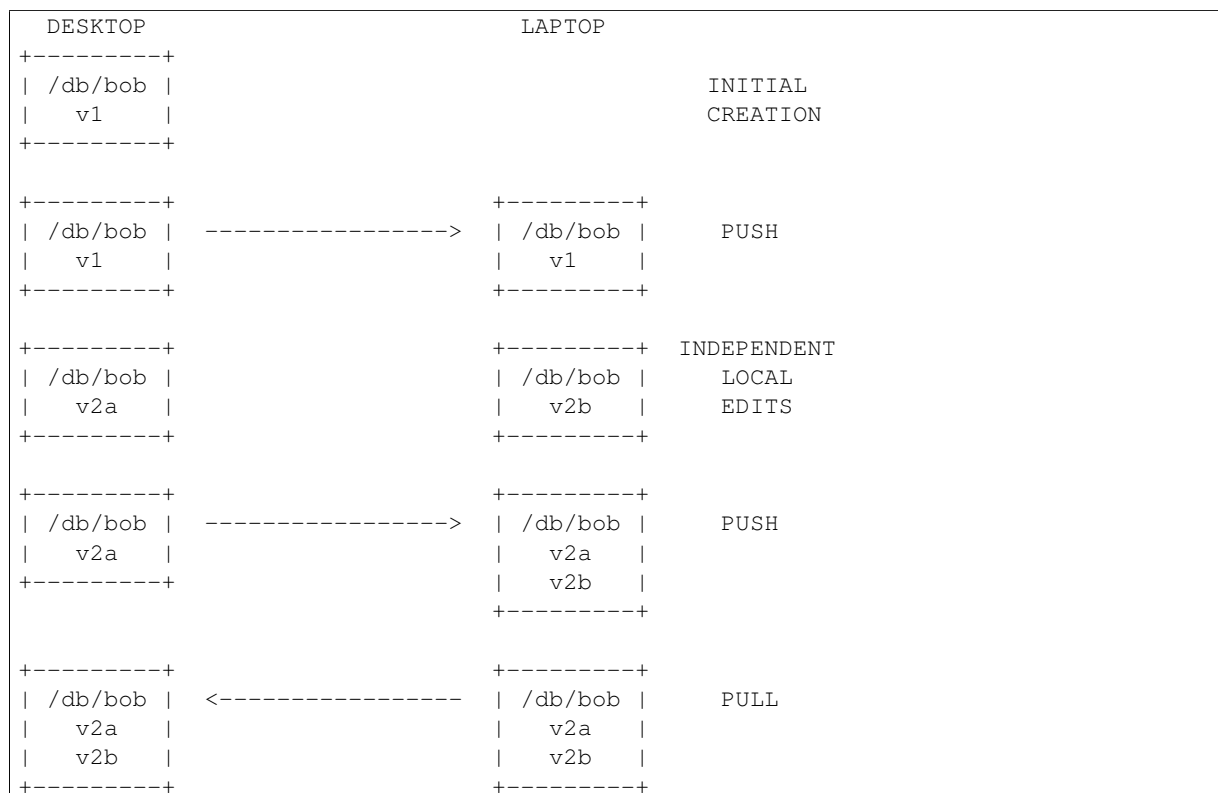 DESKTOP                          LAPTOP
+---------+
| /db/bob |                                      INITIAL
|   v1    |                                      CREATION
+---------+

+---------+                      +---------+
| /db/bob |  ----------------->  | /db/bob |     PUSH
|   v1    |                      |   v1    |
+---------+                      +---------+

+---------+                      +---------+  INDEPENDENT
| /db/bob |                      | /db/bob |     LOCAL
|   v2a   |                      |   v2b   |     EDITS
+---------+                      +---------+

+---------+                      +---------+
| /db/bob |  ----------------->  | /db/bob |     PUSH
|   v2a   |                      |   v2a   |
+---------+                      |   v2b   |
                                 +---------+

+---------+                      +---------+
| /db/bob |  <-----------------  | /db/bob |     PULL
|   v2a   |                      |   v2a   |
|   v2b   |                      |   v2b   |
+---------+                      +---------+